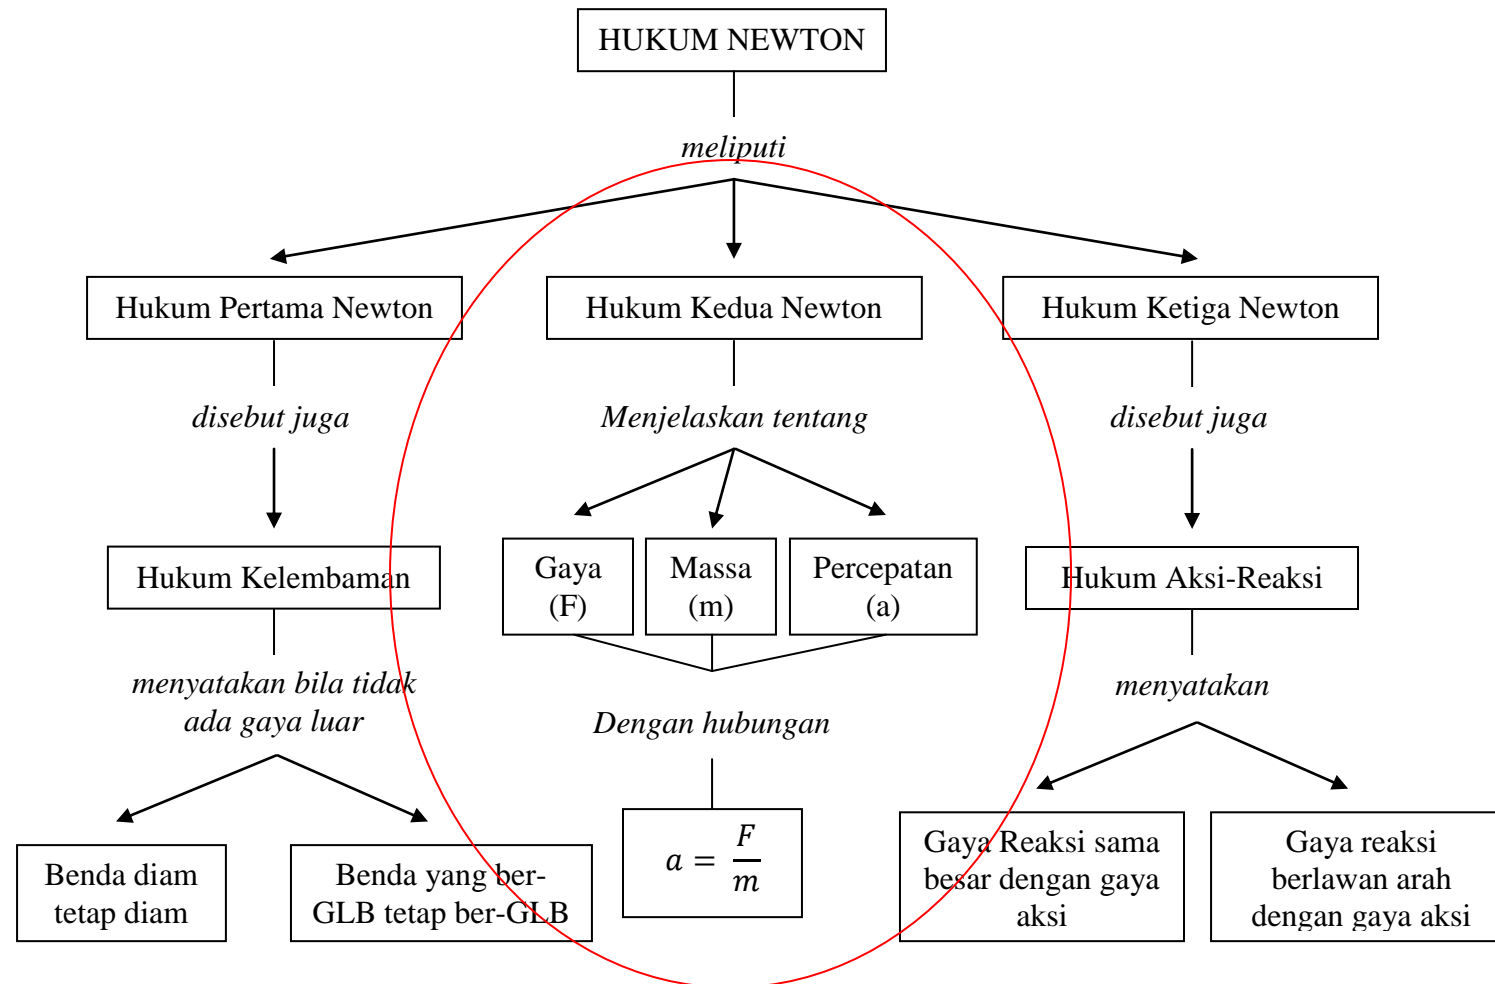 HUKUM NEWTON
meliputi
Hukum Pertama Newton
Hukum Kedua Newton
Hukum Ketiga Newton
disebut juga
Menjelaskan tentang
disebut juga
Hukum Kelembaman
Gaya
(F)
Massa
(m)
Percepatan
(a)
Hukum Aksi-Reaksi
menyatakan bila tidak
ada gaya luar
Dengan hubungan
menyatakan
Benda diam
tetap diam
Benda yang ber-
GLB tetap ber-GLB
a = F/m
Gaya Reaksi sama
besar dengan gaya
aksi
Gaya reaksi
berlawan arah
dengan gaya aksi